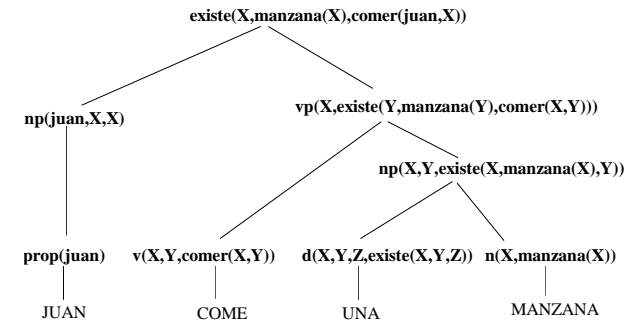 existe(X,manzana(X),comer(juan,X))
vp(X,existe(Y,manzana(Y),comer(X,Y)))
np(juan,X,X)
np(X,Y,existe(X,manzana(X),Y))
prop(juan) v(X,Y,comer(X,Y)) d(X,Y,Z,existe(X,Y,Z)) n(X,manzana(X))
JUAN COME UNA MANZANA